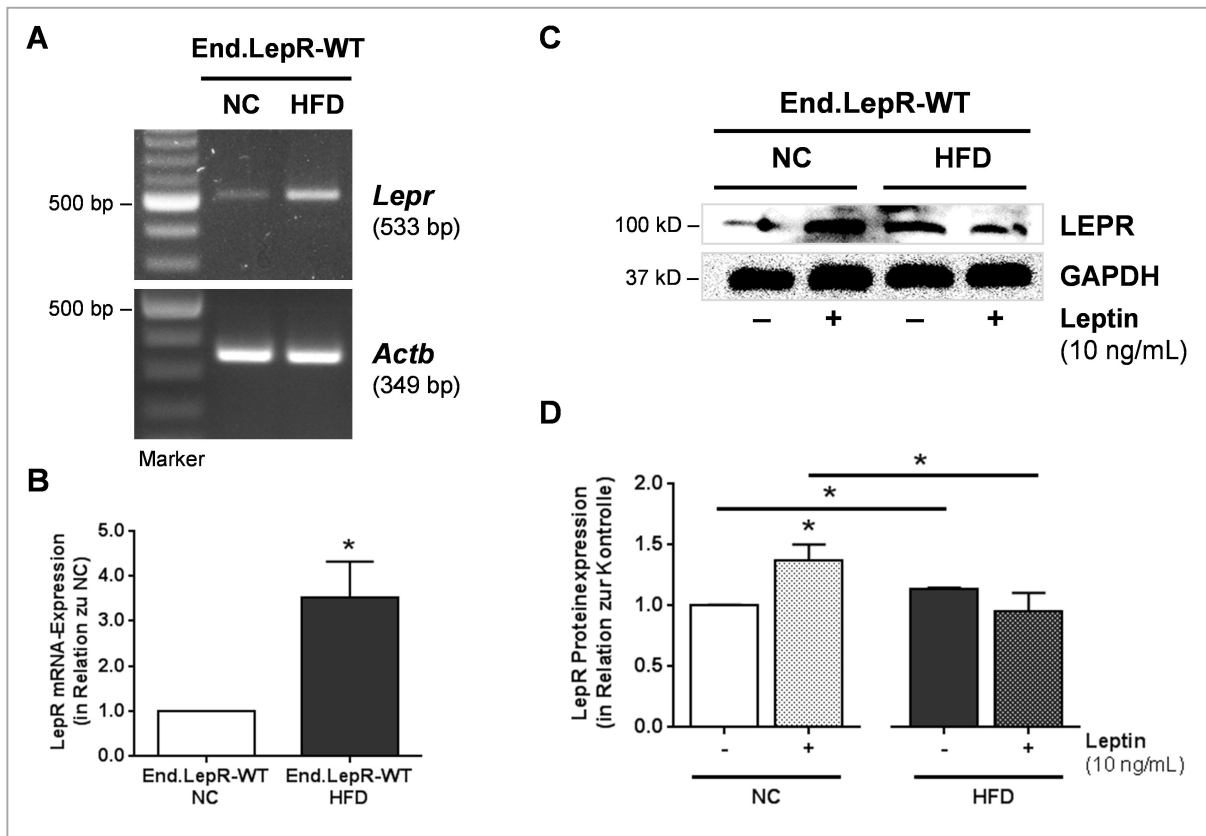 A
End.LepR-WT
NC HFD
500 bp –
Lepr
(533 bp)
500 bp –
Actb
(349 bp)
Marker
B
LepR mRNA-Expression
(in Relation zu NC)
5.0
4.0
3.0
2.0
1.0
0.0
*
End.LepR-WT
NC
End.LepR-WT
HFD
C
End.LepR-WT
NC HFD
100 kD – LEPR
37 kD – GAPDH
– + – + Leptin
(10 ng/mL)
D
LepR Proteinexpression
(in Relation zur Kontrolle)
2.0
1.5
1.0
0.5
0.0
*
*
*
- + - + Leptin
(10 ng/mL)
NC HFD